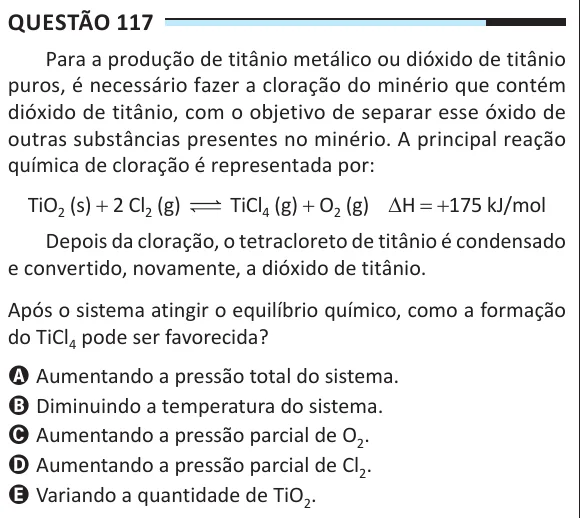 QUESTÃO 117
Para a produção de titânio metálico ou dióxido de titânio
puros, é necessário fazer a cloração do minério que contém
dióxido de titânio, com o objetivo de separar esse óxido de
outras substâncias presentes no minério. A principal reação
química de cloração é representada por:
TiO₂ (s) + 2 Cl₂ (g) ⇌ TiCl₄ (g) + O₂ (g) ΔH = +175 kJ/mol
Depois da cloração, o tetracloreto de titânio é condensado
e convertido, novamente, a dióxido de titânio.
Após o sistema atingir o equilíbrio químico, como a formação
do TiCl₄ pode ser favorecida?
A Aumentando a pressão total do sistema.
B Diminuindo a temperatura do sistema.
C Aumentando a pressão parcial de O₂.
D Aumentando a pressão parcial de Cl₂.
E Variando a quantidade de TiO₂.